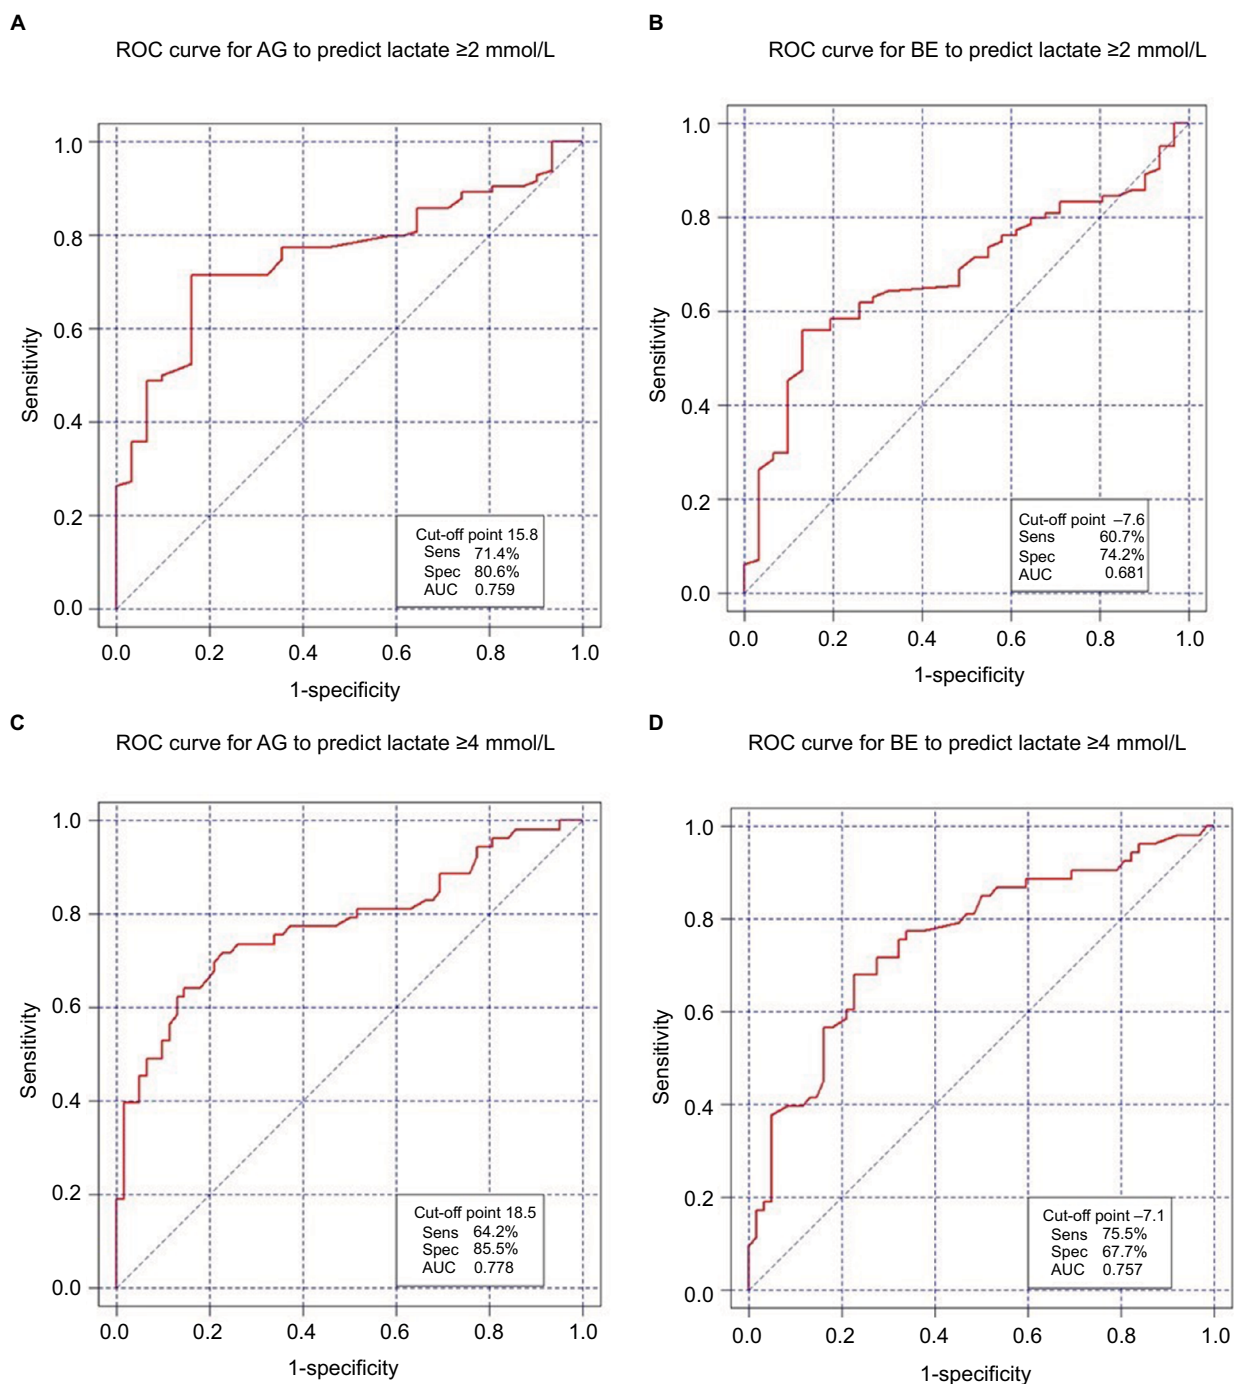 A
ROC curve for AG to predict lactate ≥2 mmol/L
1.0
0.8
0.6
0.4
0.2
0.0
Sensitivity
Cut-off point 15.8
Sens 71.4%
Spec 80.6%
AUC 0.759
0.0 0.2 0.4 0.6 0.8 1.0
1-specificity
B
ROC curve for BE to predict lactate ≥2 mmol/L
1.0
0.8
0.6
0.4
0.2
0.0
Sensitivity
Cut-off point –7.6
Sens 60.7%
Spec 74.2%
AUC 0.681
0.0 0.2 0.4 0.6 0.8 1.0
1-specificity
C
ROC curve for AG to predict lactate ≥4 mmol/L
1.0
0.8
0.6
0.4
0.2
0.0
Sensitivity
Cut-off point 18.5
Sens 64.2%
Spec 85.5%
AUC 0.778
0.0 0.2 0.4 0.6 0.8 1.0
1-specificity
D
ROC curve for BE to predict lactate ≥4 mmol/L
1.0
0.8
0.6
0.4
0.2
0.0
Sensitivity
Cut-off point –7.1
Sens 75.5%
Spec 67.7%
AUC 0.757
0.0 0.2 0.4 0.6 0.8 1.0
1-specificity